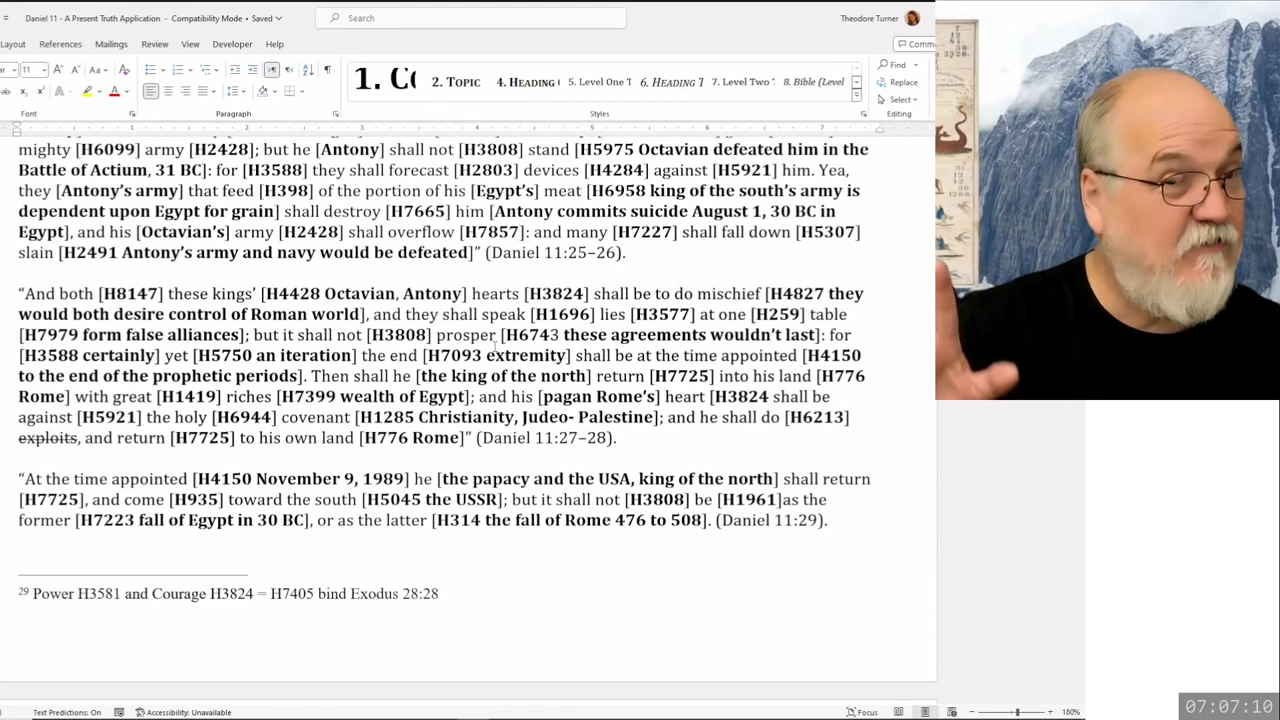 Daniel 11 - A Present Truth Application - Compatibility Mode • Saved
Search
Theodore Turner
Layout References Mailings Review View Developer Help
Comm
11
Aa
1. Co
2. TOPIC
4. HEADING
5. Level One T
6. HEADING T
7. Level Two
8. Bible (Level
Find
Replace
Select
Font
Paragraph
Styles
Editing
mighty [H6099) army [H2428]; but he [Antony] shall not [H3808] stand [H5975 Octavian defeated him in the
Battle of Actium, 31 BC]: for [H3588] they shall forecast [H2803] devices [H4284] against [H5921] him. Yea,
they [Antony’s army] that feed [H398] of the portion of his [Egypt’s] meat [H6958 king of the south’s army is
dependent upon Egypt for grain] shall destroy [H7665] him [Antony commits suicide August 1, 30 BC in
Egypt], and his [Octavian’s] army [H2428] shall overflow [H7857]: and many [H7227] shall fall down [H5307]
slain [H2491 Antony’s army and navy would be defeated]” (Daniel 11:25–26).
“And both [H8147] these kings’ [H4428 Octavian, Antony] hearts [H3824] shall be to do mischief [H4827 they
would both desire control of Roman world], and they shall speak [H1696] lies [H3577] at one [H259] table
[H7979 form false alliances]; but it shall not [H3808] prosper [H6743 these agreements wouldn’t last]: for
[H3588 certainly] yet [H5750 an iteration] the end [H7093 extremity] shall be at the time appointed [H4150
to the end of the prophetic periods]. Then shall he [the king of the north] return [H7725] into his land [H776
Rome] with great [H1419] riches [H7399 wealth of Egypt]; and his [pagan Rome’s] heart [H3824 shall be
against [H5921] the holy [H6944] covenant [H1285 Christianity, Judeo- Palestine]; and he shall do [H6213]
exploits, and return [H7725] to his own land [H776 Rome]” (Daniel 11:27–28).
“At the time appointed [H4150 November 9, 1989] he [the papacy and the USA, king of the north] shall return
[H7725], and come [H935] toward the south [H5045 the USSR]; but it shall not [H3808] be [H1961]as the
former [H7223 fall of Egypt in 30 BC], or as the latter [H314 the fall of Rome 476 to 508]. (Daniel 11:29).
29 Power H3581 and Courage H3824 = H7405 bind Exodus 28:28
Text Predictions: On
Accessibility: Unavailable
Focus
180%
07:07:10